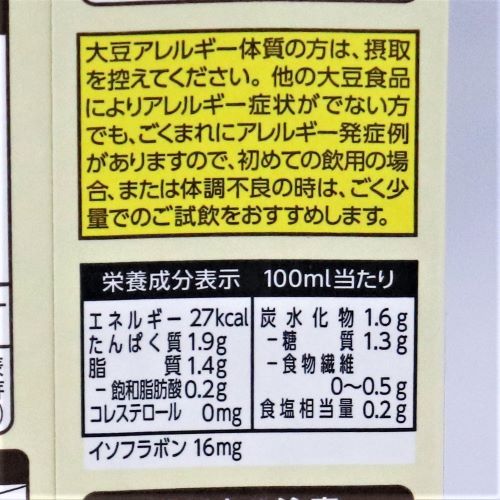 大豆アレルギー体質の方は、摂取
を控えてください。他の大豆食品
によりアレルギー症状がでない方
でも、ごくまれにアレルギー発症例
がありますので、初めての飲用の場
合、または体調不良の時は、ごく少
量でのご試飲をおすすめします。
栄養成分表示 100ml当たり
エネルギー 27kcal
たんぱく質 1.9g
脂質 1.4g
-飽和脂肪酸 0.2g
コレステロール 0mg
炭水化物 1.6g
-糖質 1.3g
-食物繊維
0〜0.5g
食塩相当量 0.2g
イソフラボン 16mg